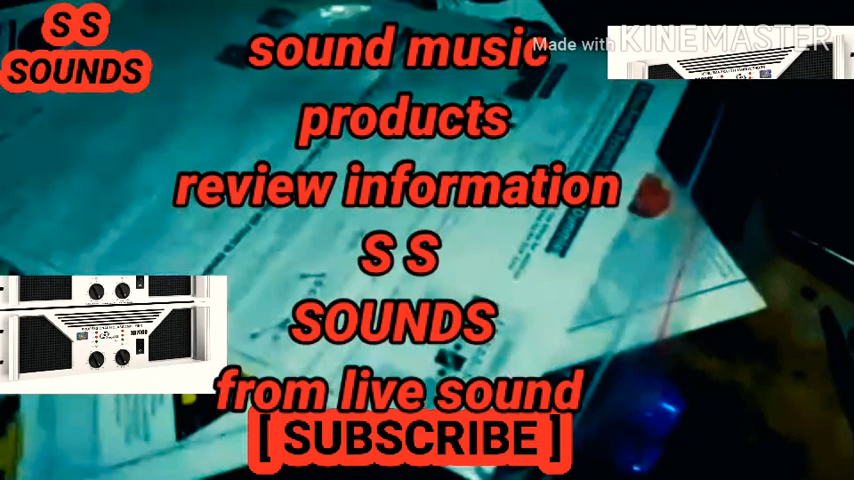 S S
SOUNDS
sound music
products
review information
S S
SOUNDS
from live sound
[ SUBSCRIBE ]
Made with KINEMASTER